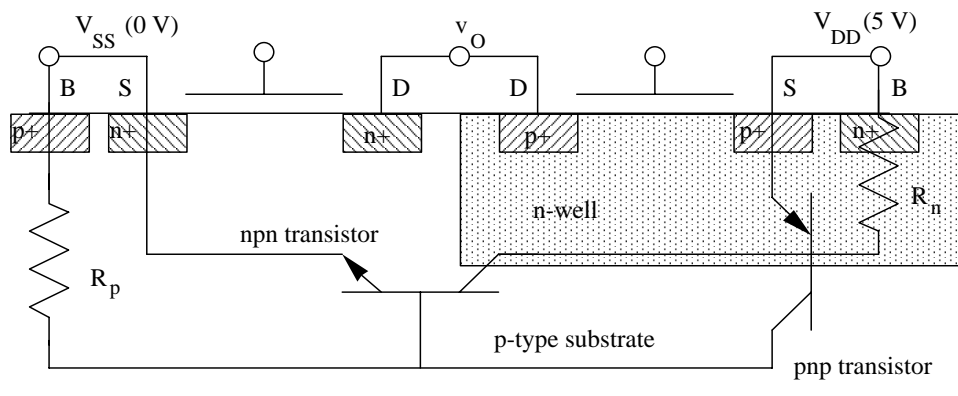 V_SS (0 V)
v_O
V_DD (5 V)
B
S
D
D
S
B
p+
n+
n+
p+
p+
n+
n-well
R_n
npn transistor
R_p
p-type substrate
pnp transistor